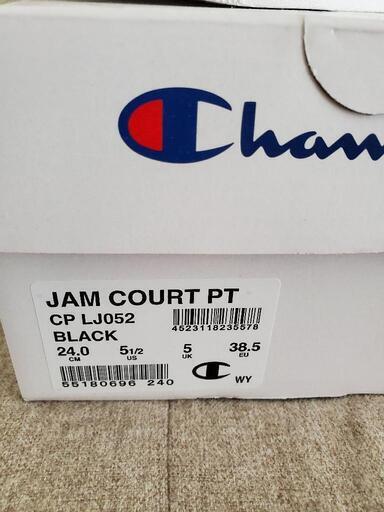 Cham
JAM COURT PT
CP LJ052
BLACK
4523118235578
24.0 5 1/2 5 38.5
CM US UK EU
55180696 240
WY